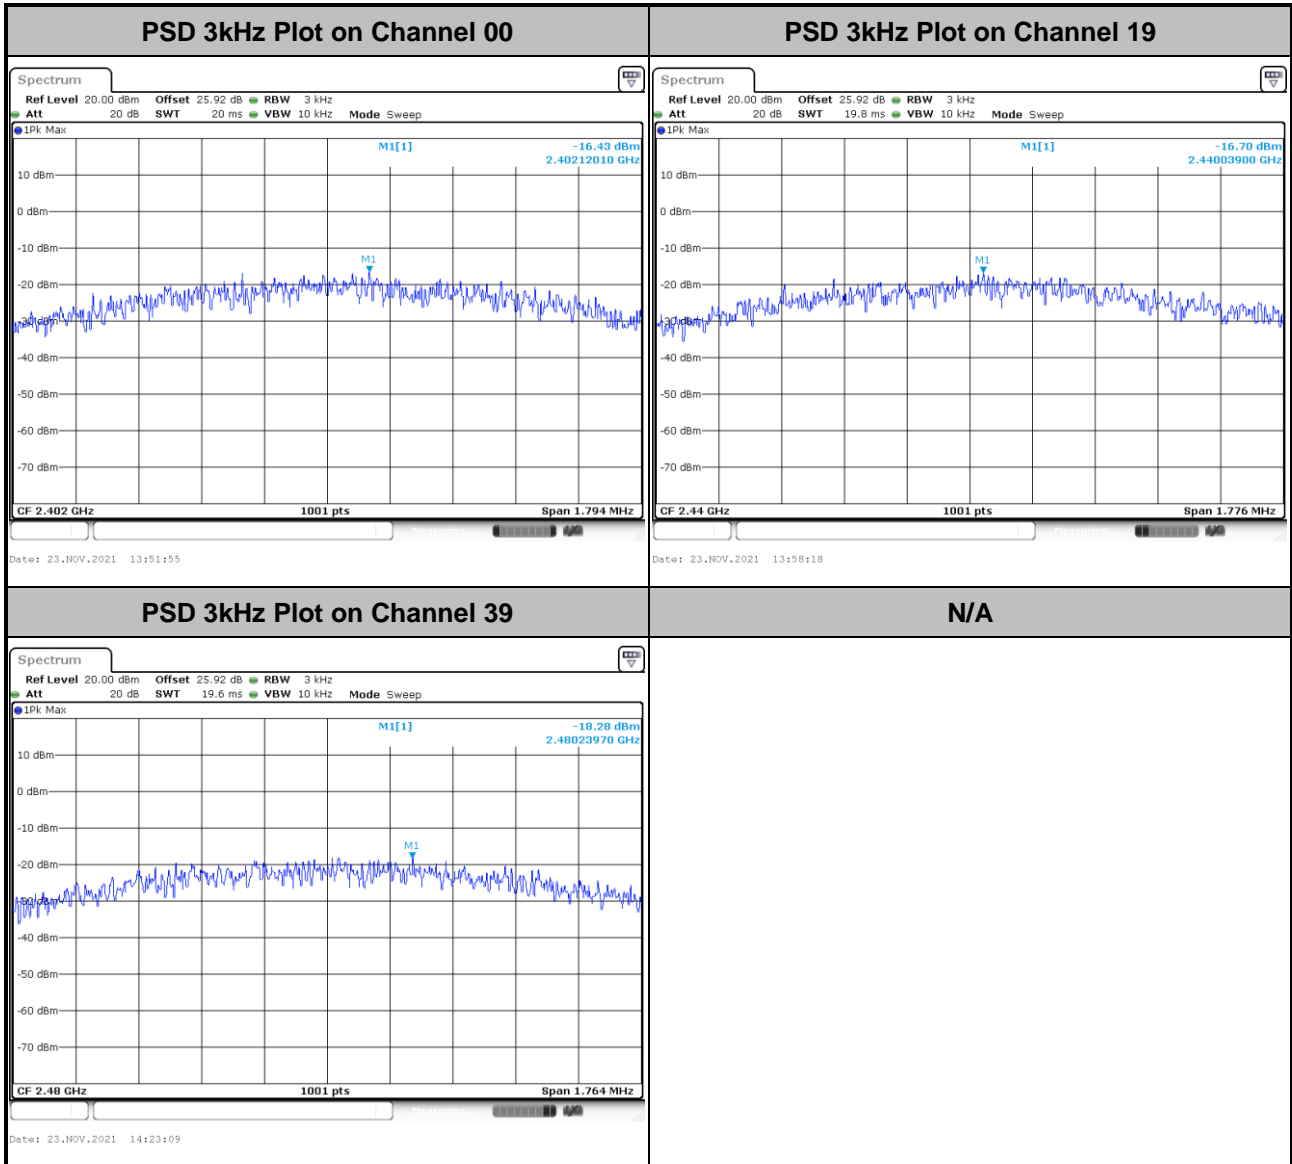 PSD 3kHz Plot on Channel 00
Spectrum
Ref Level 20.00 dBm Offset 25.92 dB RBW 3 kHz
Att 20 dB SWT 20 ms VBW 10 kHz Mode Sweep
1Pk Max
M1[1] -16.43 dBm
2.40212010 GHz
10 dBm
0 dBm
-10 dBm
M1
-20 dBm
-30 dBm
-40 dBm
-50 dBm
-60 dBm
-70 dBm
CF 2.402 GHz 1001 pts Span 1.794 MHz
Measuring
Date: 23.NOV.2021 13:51:55
PSD 3kHz Plot on Channel 19
Spectrum
Ref Level 20.00 dBm Offset 25.92 dB RBW 3 kHz
Att 20 dB SWT 19.8 ms VBW 10 kHz Mode Sweep
1Pk Max
M1[1] -16.70 dBm
2.44003900 GHz
10 dBm
0 dBm
-10 dBm
M1
-20 dBm
-30 dBm
-40 dBm
-50 dBm
-60 dBm
-70 dBm
CF 2.44 GHz 1001 pts Span 1.776 MHz
Measuring
Date: 23.NOV.2021 13:58:18
PSD 3kHz Plot on Channel 39
Spectrum
Ref Level 20.00 dBm Offset 25.92 dB RBW 3 kHz
Att 20 dB SWT 19.6 ms VBW 10 kHz Mode Sweep
1Pk Max
M1[1] -18.28 dBm
2.48023970 GHz
10 dBm
0 dBm
-10 dBm
M1
-20 dBm
-30 dBm
-40 dBm
-50 dBm
-60 dBm
-70 dBm
CF 2.48 GHz 1001 pts Span 1.764 MHz
Measuring
Date: 23.NOV.2021 14:23:09
N/A